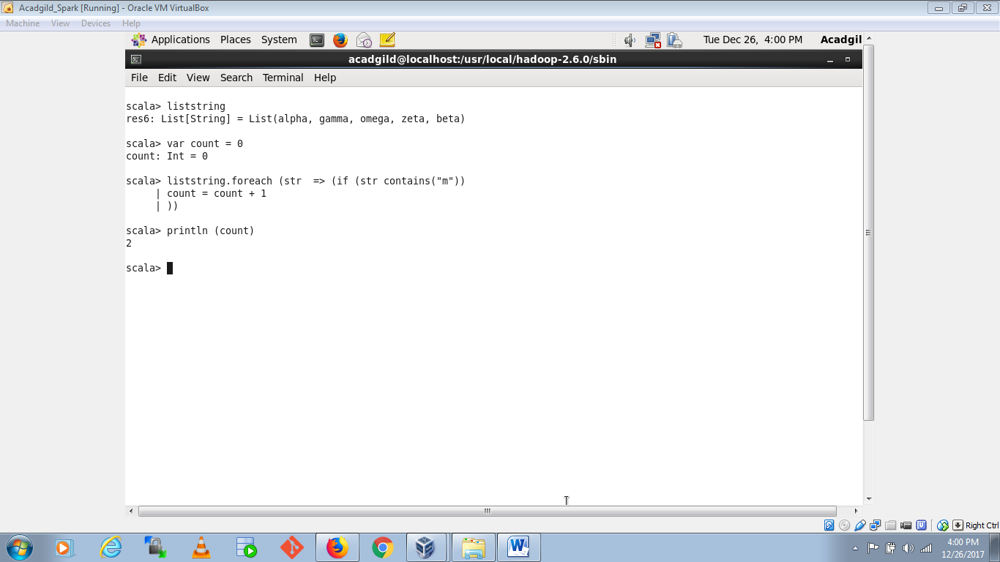 Acadgild_Spark [Running] - Oracle VM VirtualBox
Machine View Devices Help
Applications Places System Tue Dec 26, 4:00 PM Acadgil
acadgild@localhost:/usr/local/hadoop-2.6.0/sbin
File Edit View Search Terminal Help
scala> liststring
res6: List[String] = List(alpha, gamma, omega, zeta, beta)
scala> var count = 0
count: Int = 0
scala> liststring.foreach (str  => (if (str contains("m"))
     | count = count + 1
     | ))
scala> println (count)
2
scala>
Right Ctrl
4:00 PM
12/26/2017